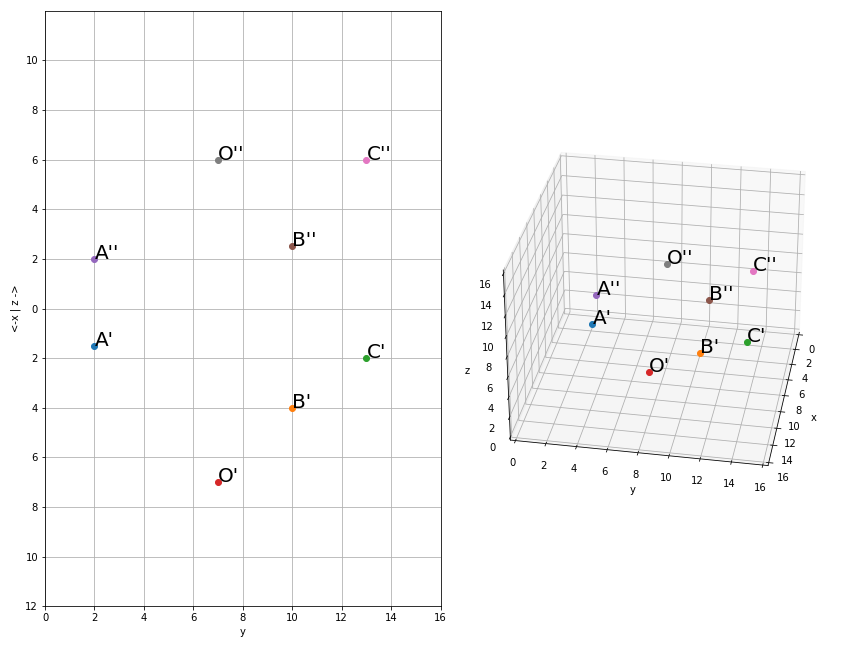 10
8
O'' C''
6
4
B''
A''
2
0
A'
C'
2
B'
4
6
O'
8
10
12
0 2 4 6 8 10 12 14 16
y
<-x | z ->
O''
C''
16 A'' B''
14
12 A'
10 C' 0
z 8 B' 2
6 O' 4
4 6
2 8 x
0 10
12
14
0 2 4 6 8 10 12 14 16 16
y